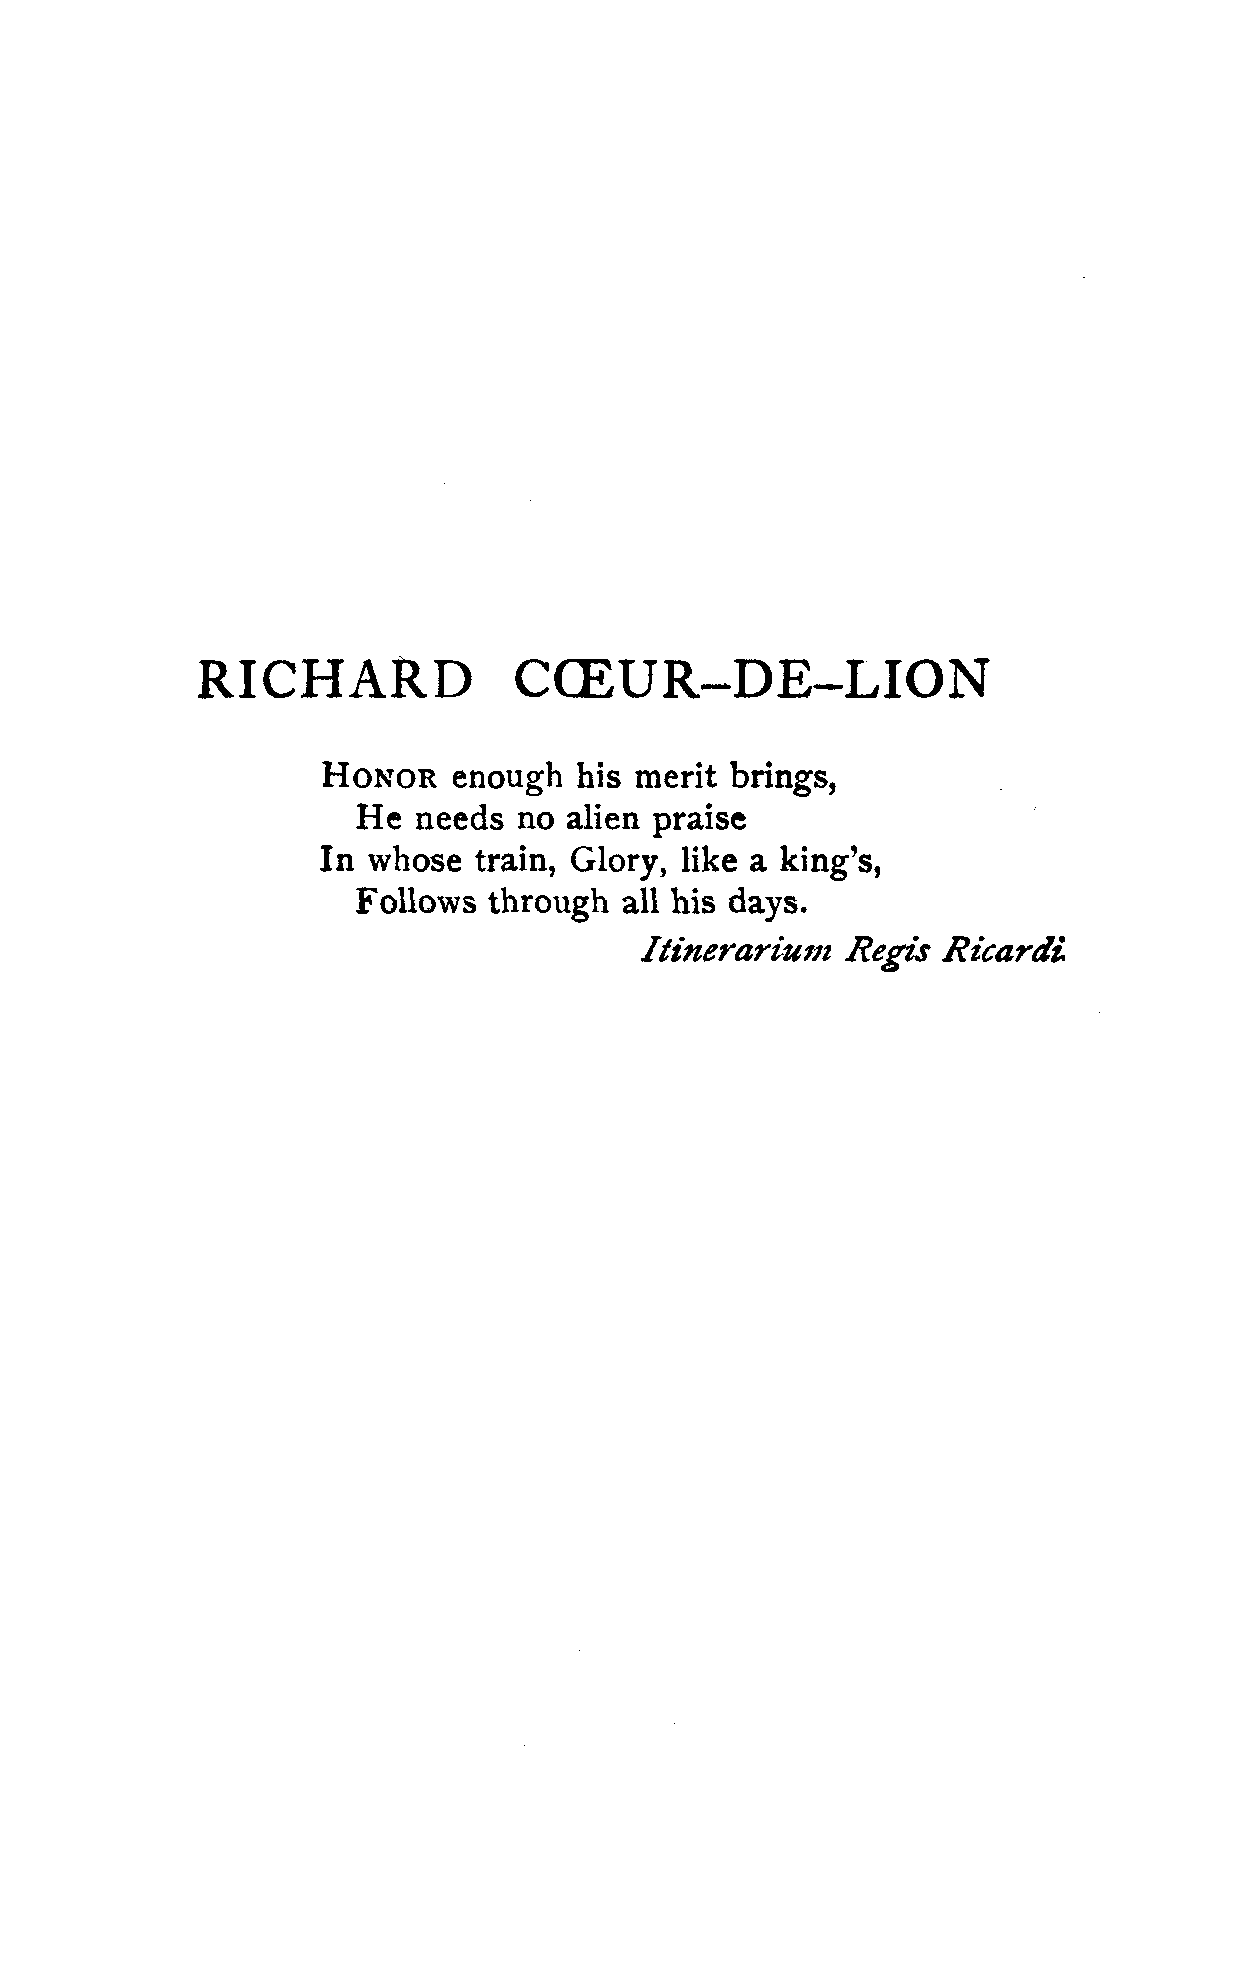 RICHARD CŒUR-DE-LION
HONOR enough his merit brings,
He needs no alien praise
In whose train, Glory, like a king's,
Follows through all his days.
Itinerarium Regis Ricardi.